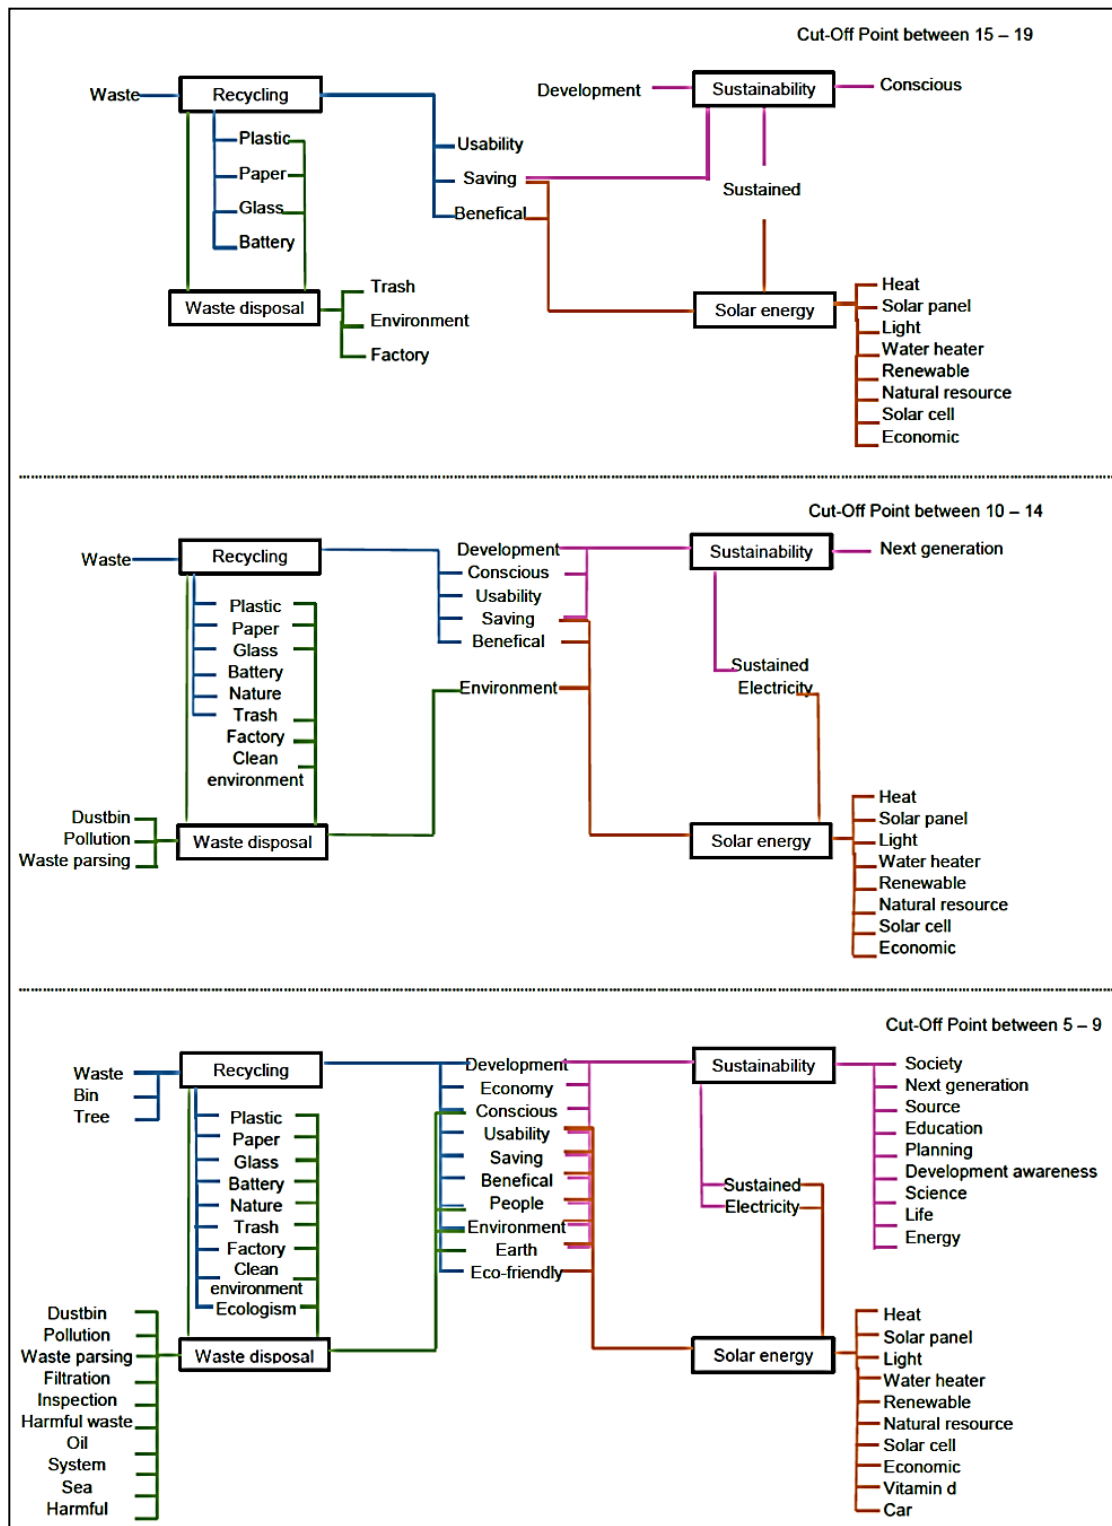 Cut-Off Point between 15 – 19
Waste
Recycling
Development
Sustainability
Conscious
Plastic
Paper
Glass
Battery
Usability
Saving
Benefical
Sustained
Waste disposal
Trash
Environment
Factory
Solar energy
Heat
Solar panel
Light
Water heater
Renewable
Natural resource
Solar cell
Economic
Cut-Off Point between 10 – 14
Waste
Recycling
Development
Conscious
Usability
Saving
Benefical
Environment
Sustainability
Next generation
Plastic
Paper
Glass
Battery
Nature
Trash
Factory
Clean
environment
Sustained
Electricity
Dustbin
Pollution
Waste parsing
Waste disposal
Solar energy
Heat
Solar panel
Light
Water heater
Renewable
Natural resource
Solar cell
Economic
Cut-Off Point between 5 – 9
Waste
Bin
Tree
Recycling
Development
Economy
Conscious
Usability
Saving
Benefical
People
Environment
Earth
Eco-friendly
Sustainability
Society
Next generation
Source
Education
Planning
Development awareness
Science
Life
Energy
Plastic
Paper
Glass
Battery
Nature
Trash
Factory
Clean
environment
Ecologism
Sustained
Electricity
Dustbin
Pollution
Waste parsing
Filtration
Inspection
Harmful waste
Oil
System
Sea
Harmful
Waste disposal
Solar energy
Heat
Solar panel
Light
Water heater
Renewable
Natural resource
Solar cell
Economic
Vitamin d
Car